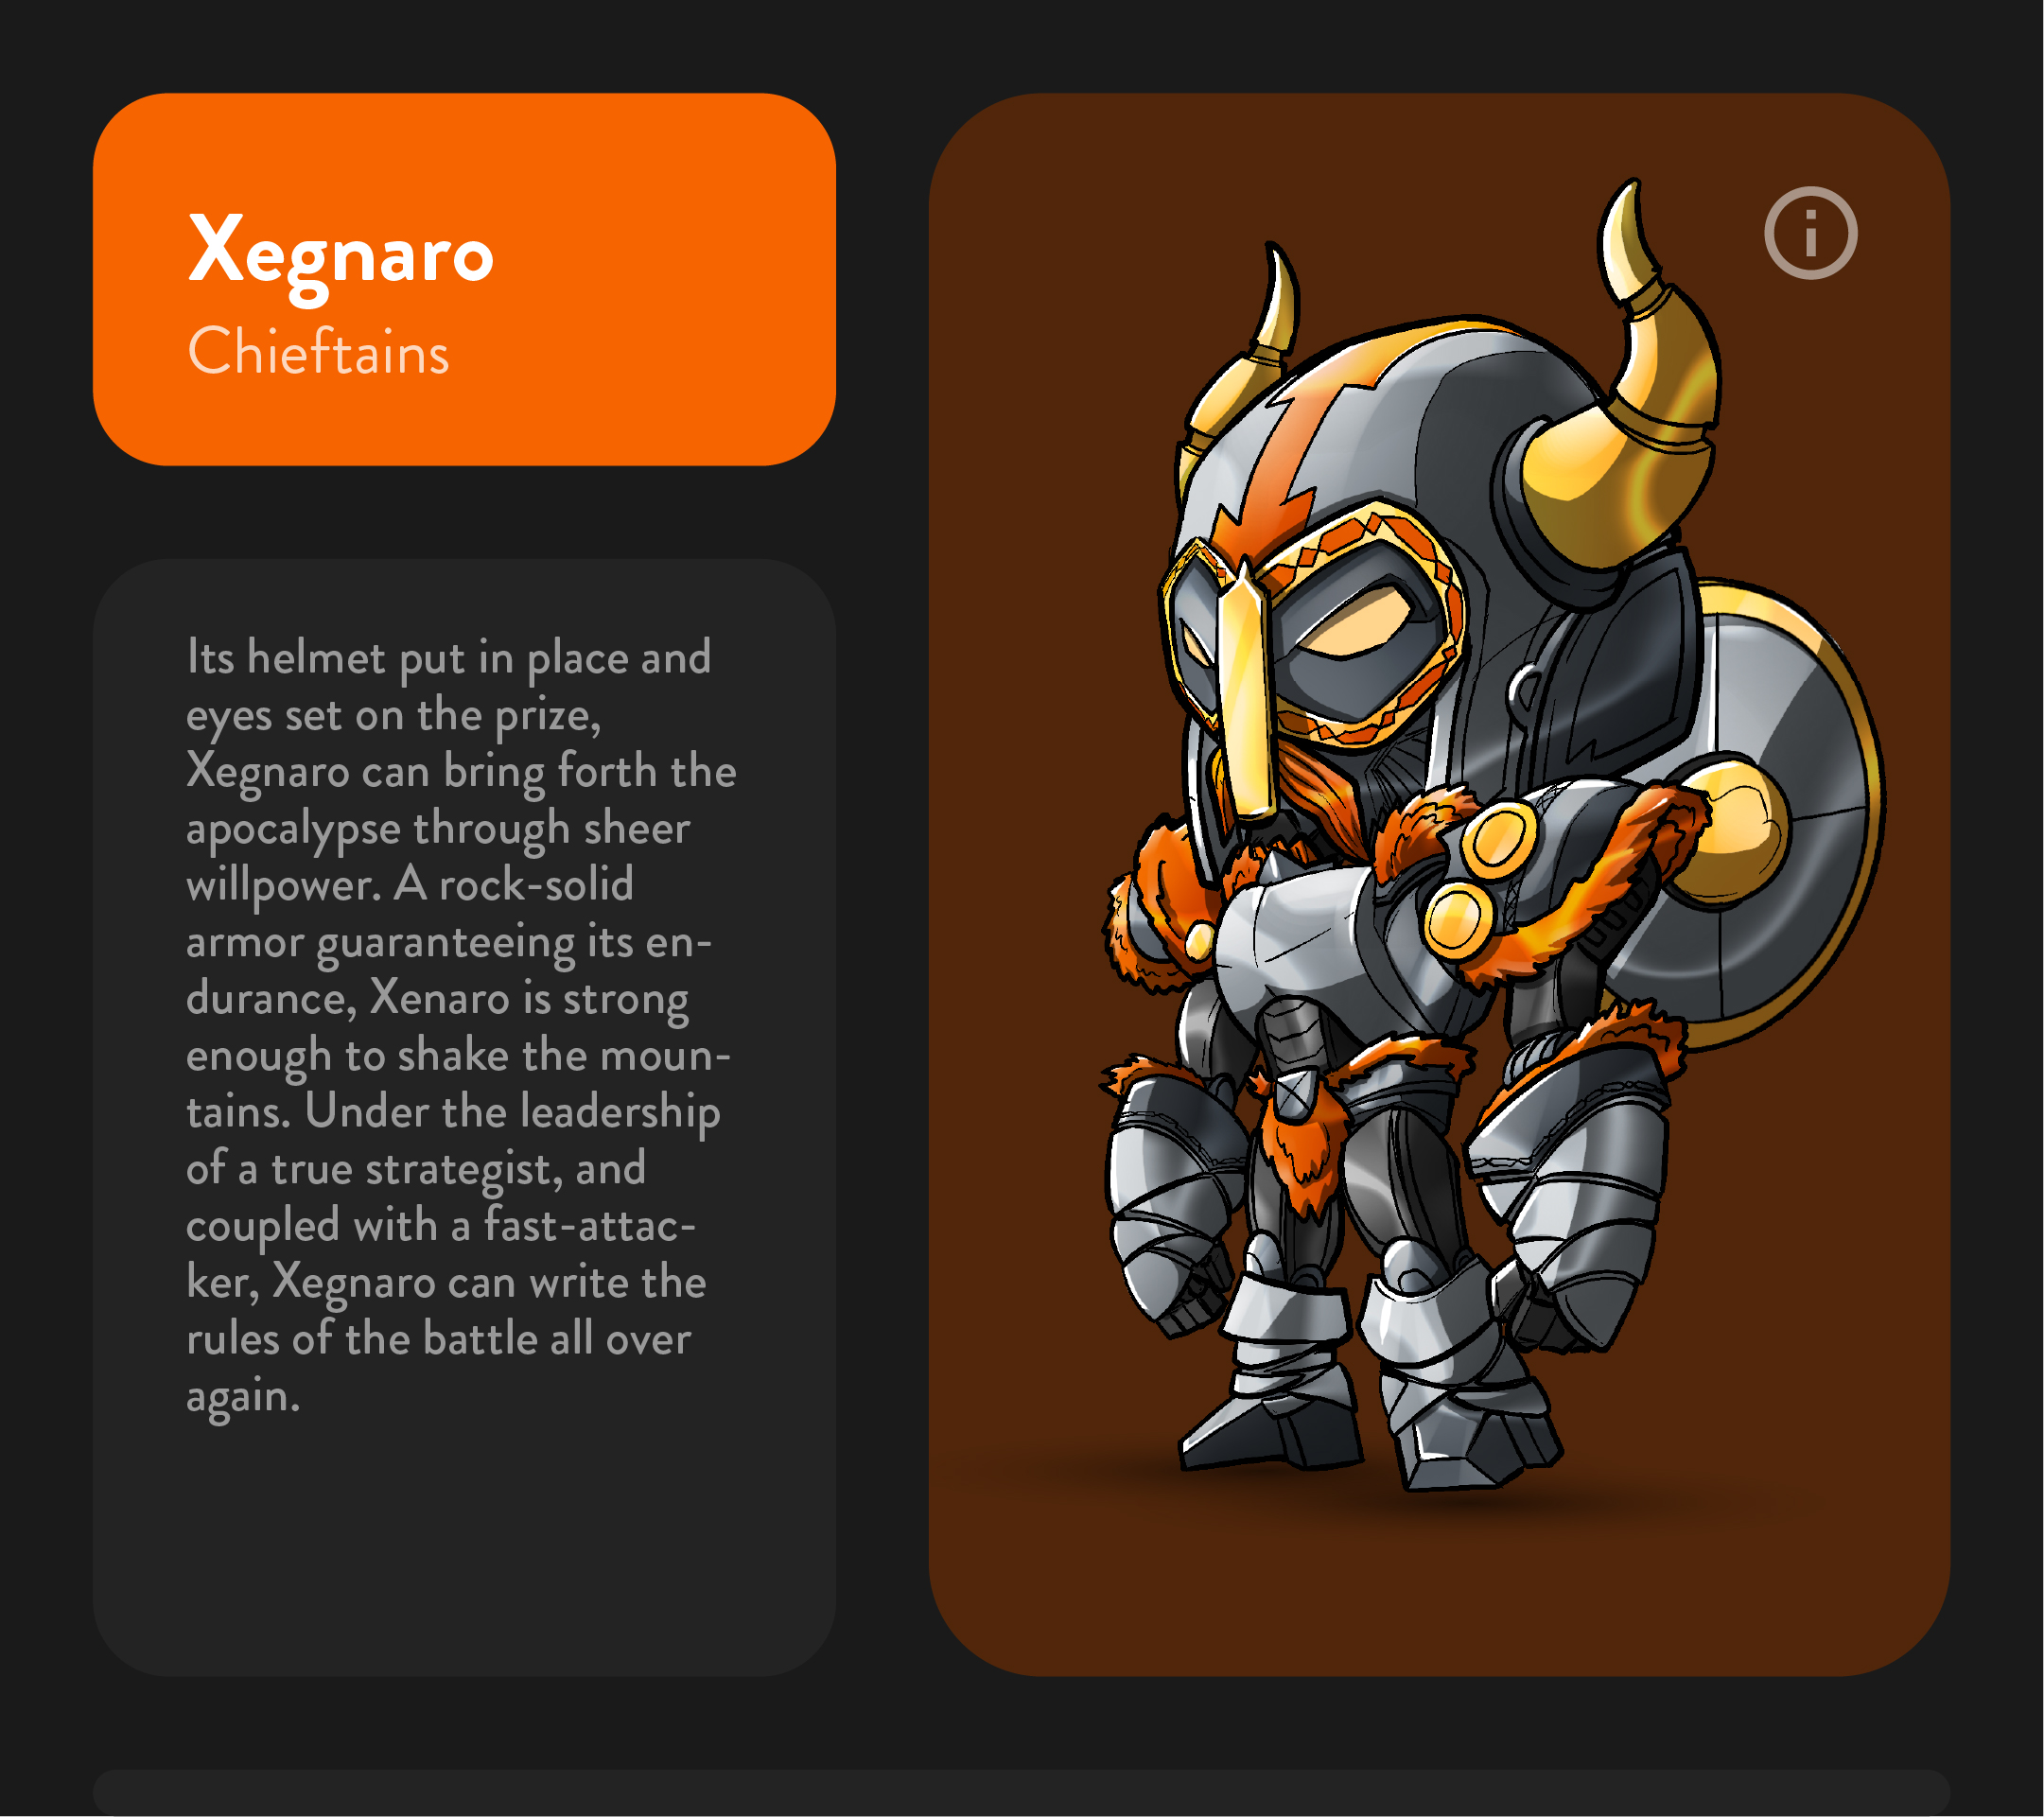 Xegnaro
Chieftains
Its helmet put in place and
eyes set on the prize,
Xegnaro can bring forth the
apocalypse through sheer
willpower. A rock-solid
armor guaranteeing its en-
durance, Xenaro is strong
enough to shake the moun-
tains. Under the leadership
of a true strategist, and
coupled with a fast-attac-
ker, Xegnaro can write the
rules of the battle all over
again.